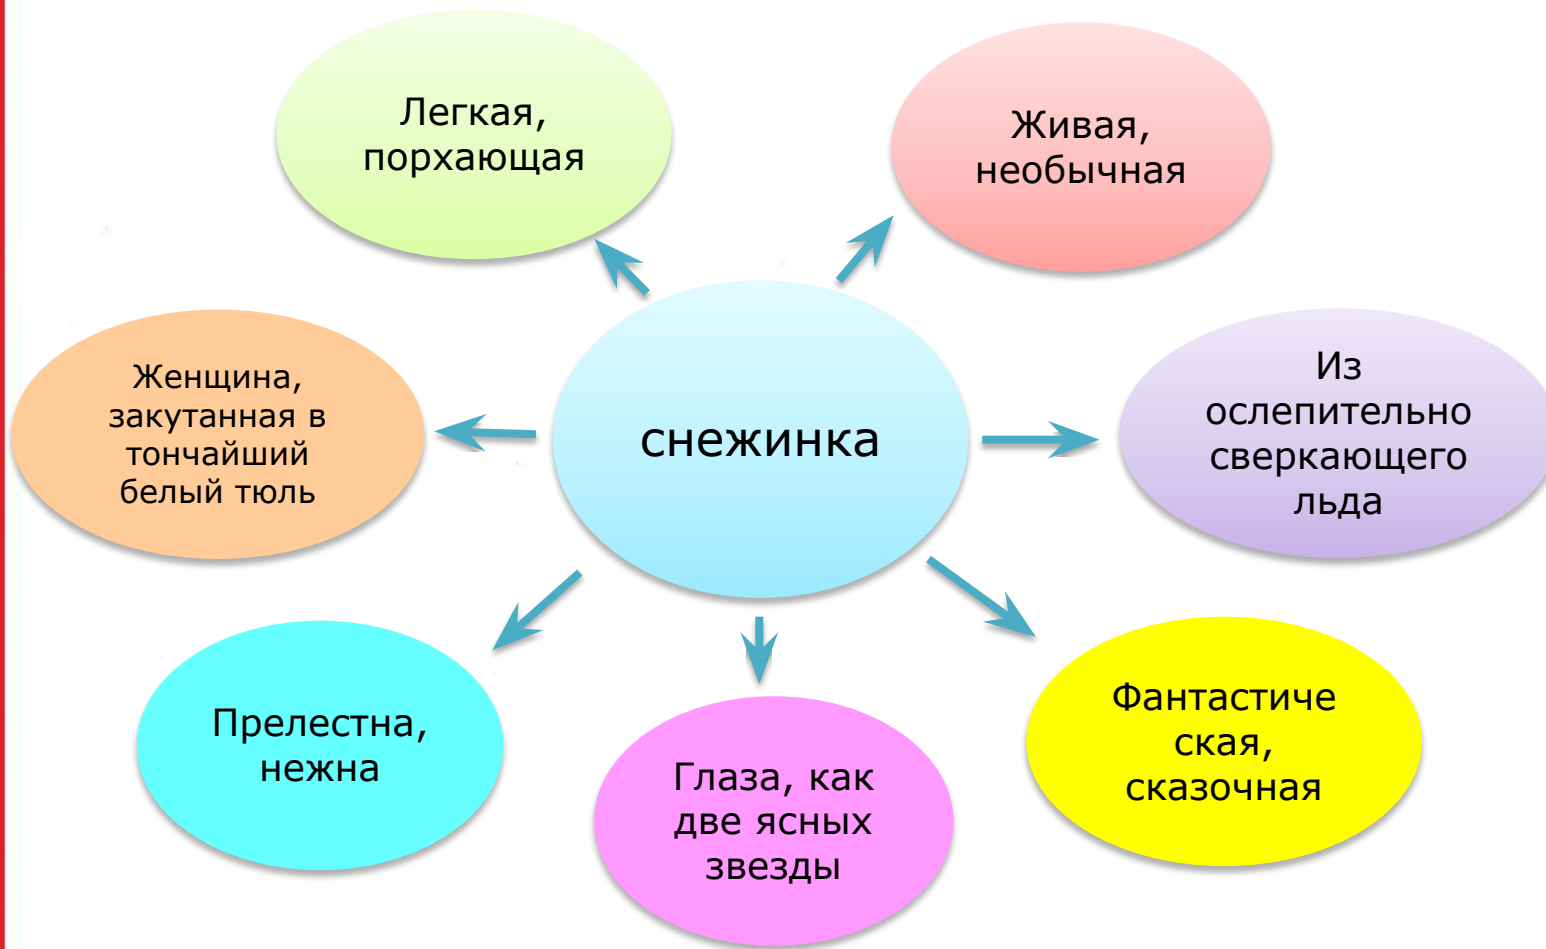 Легкая,
порхающая
Живая,
необычная
Женщина,
закутанная в
тончайший
белый тюль
снежинка
Из
ослепительно
сверкающего
льда
Прелестна,
нежна
Глаза, как
две ясных
звезды
Фантастиче
ская,
сказочная